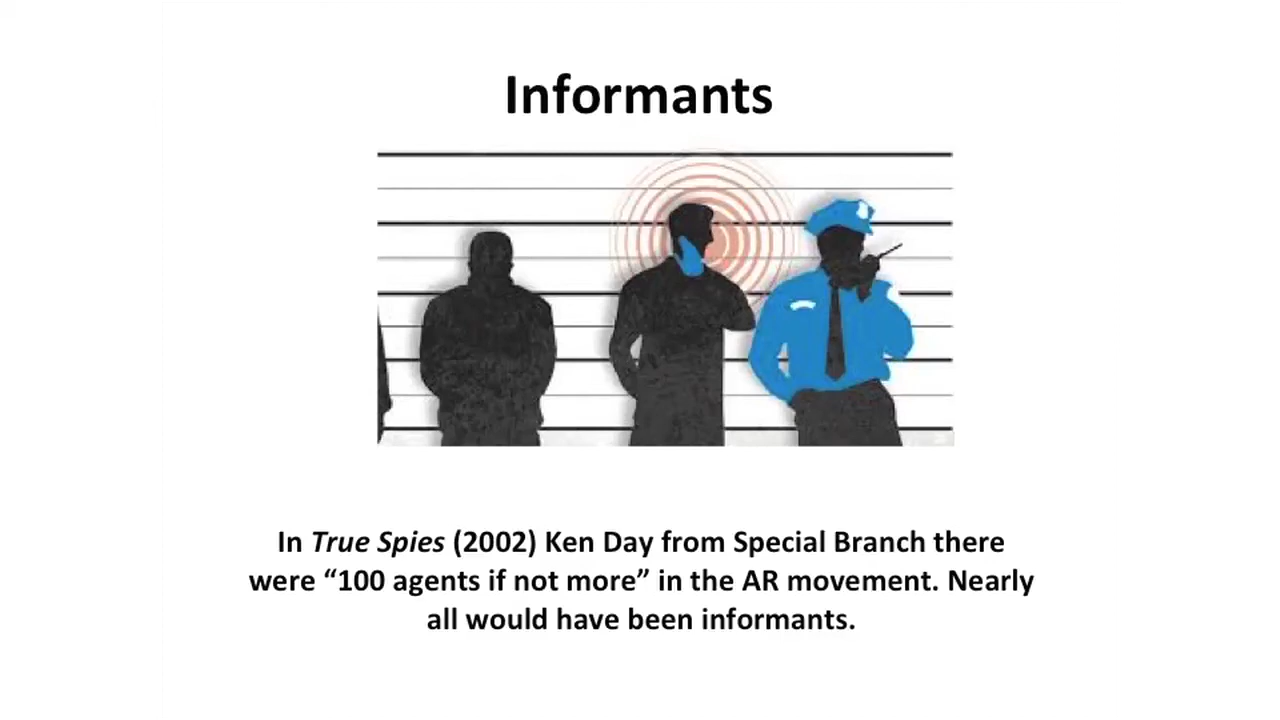 Informants
In True Spies (2002) Ken Day from Special Branch there
were “100 agents if not more” in the AR movement. Nearly
all would have been informants.